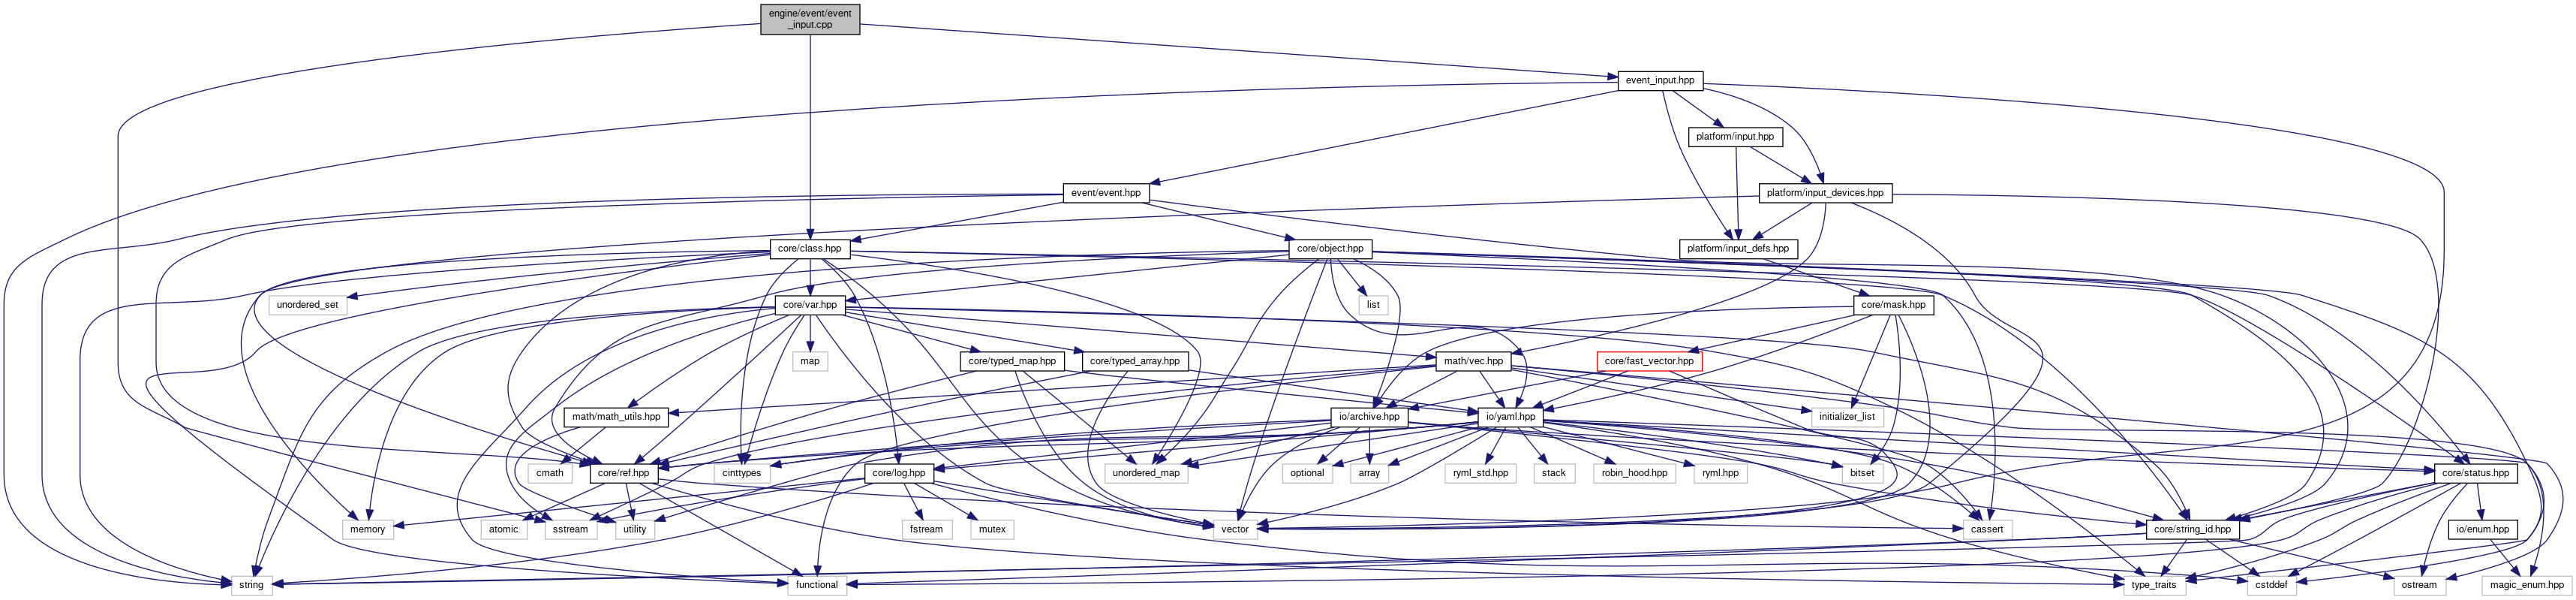 engine/event/event
_input.cpp
event_input.hpp
platform/input.hpp
event/event.hpp
platform/input_devices.hpp
core/class.hpp
core/object.hpp
platform/input_defs.hpp
unordered_set
core/var.hpp
list
core/mask.hpp
map
core/typed_map.hpp
core/typed_array.hpp
math/vec.hpp
core/fast_vector.hpp
math/math_utils.hpp
io/archive.hpp
io/yaml.hpp
initializer_list
cmath
core/ref.hpp
cinttypes
core/log.hpp
unordered_map
optional
array
ryml_std.hpp
stack
robin_hood.hpp
ryml.hpp
bitset
core/status.hpp
memory
atomic
sstream
utility
fstream
mutex
vector
cassert
core/string_id.hpp
io/enum.hpp
string
functional
type_traits
cstddef
ostream
magic_enum.hpp